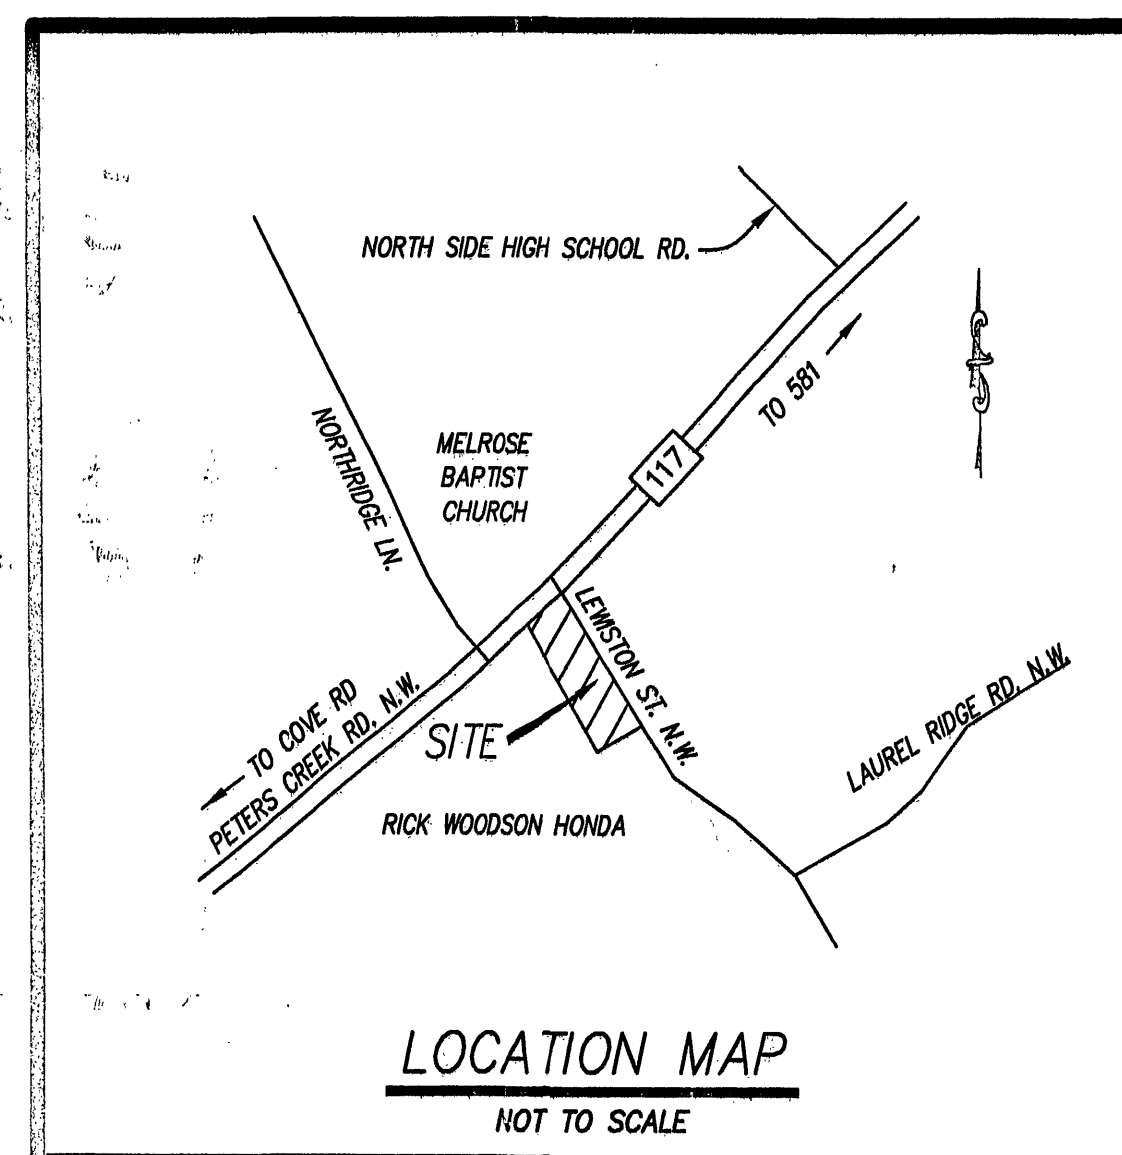 NORTH SIDE HIGH SCHOOL RD.
TO 581
NORTHRIDGE LN.
MELROSE
BAPTIST
CHURCH
117
LEWISTON ST. N.W.
TO COVE RD
PETERS CREEK RD, N.W.
SITE
LAUREL RIDGE RD, N.W.
RICK WOODSON HONDA
LOCATION MAP
NOT TO SCALE